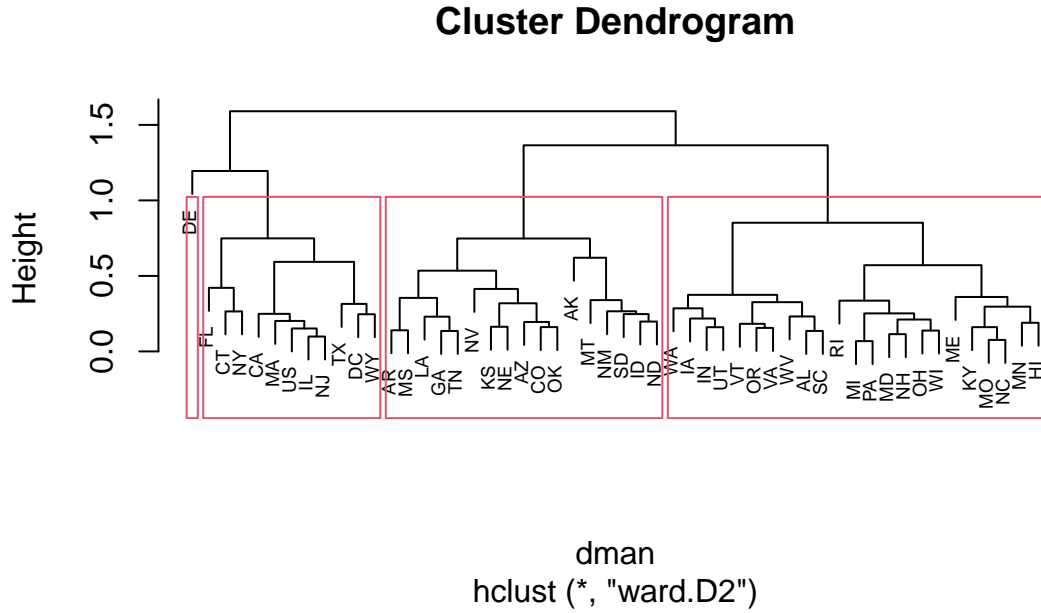 Cluster Dendrogram
Height
0.0 0.5 1.0 1.5
DE
FL
CT
NY
CA
MA
US
IL
NJ
TX
DC
WY
AR
MS
LA
GA
TN
NV
KS
NE
AZ
CO
OK
AK
MT
NM
SD
ID
ND
WA
IA
IN
UT
VT
OR
VA
WV
AL
SC
RI
MI
PA
MD
NH
OH
WI
ME
KY
MO
NC
MN
HI
dman
hclust (*, "ward.D2")